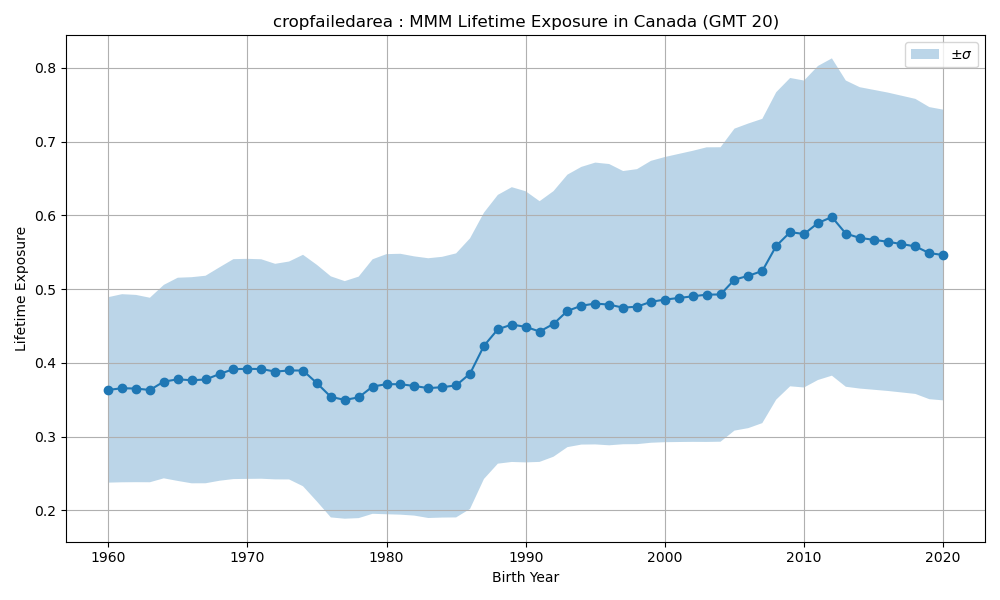 cropfailedarea : MMM Lifetime Exposure in Canada (GMT 20)
±σ
Lifetime Exposure
0.8
0.7
0.6
0.5
0.4
0.3
0.2
1960 1970 1980 1990 2000 2010 2020
Birth Year